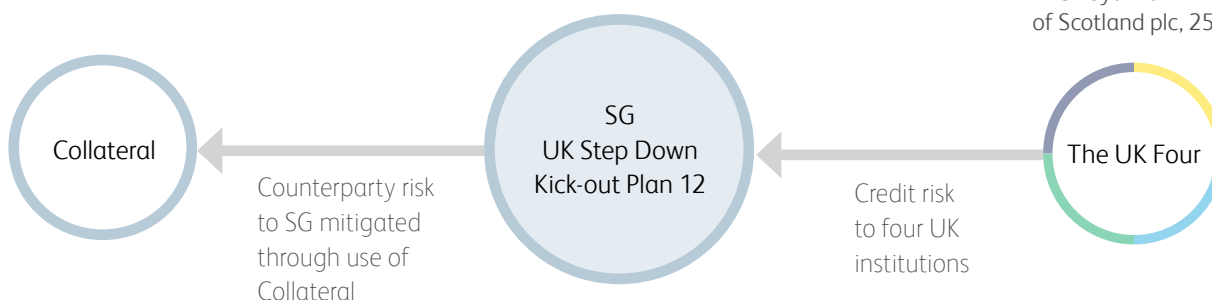 of Scotland plc, 25
Collateral
SG
UK Step Down
Kick-out Plan 12
The UK Four
Counterparty risk
to SG mitigated
through use of
Collateral
Credit risk
to four UK
institutions